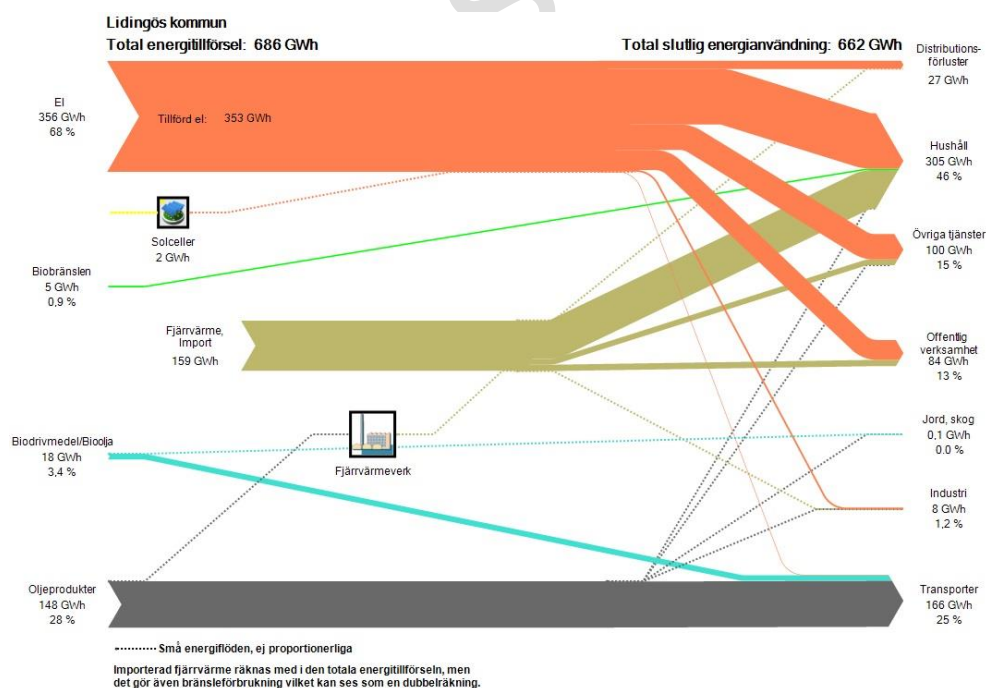 Lidingös kommun
Total energitillförsel: 686 GWh
Total slutlig energianvändning: 662 GWh
Distributions-
förluster
27 GWh
El
356 GWh
68 %
Tillförd el: 353 GWh
Hushåll
305 GWh
46 %
Solceller
2 GWh
Övriga tjänster
100 GWh
15 %
Biobränslen
5 GWh
0,9 %
Fjärrvärme,
Import
159 GWh
Offentlig
verksamhet
84 GWh
13 %
Biodrivmedel/Bioolja
18 GWh
3,4 %
Fjärrvärmeverk
Jord, skog
0,1 GWh
0.0 %
Industri
8 GWh
1,2 %
Oljeprodukter
148 GWh
28 %
Transporter
166 GWh
25 %
Små energiflöden, ej proportionerliga
Importerad fjärrvärme räknas med i den totala energitillförseln, men
det gör även bränsleförbrukning vilket kan ses som en dubbelräkning.